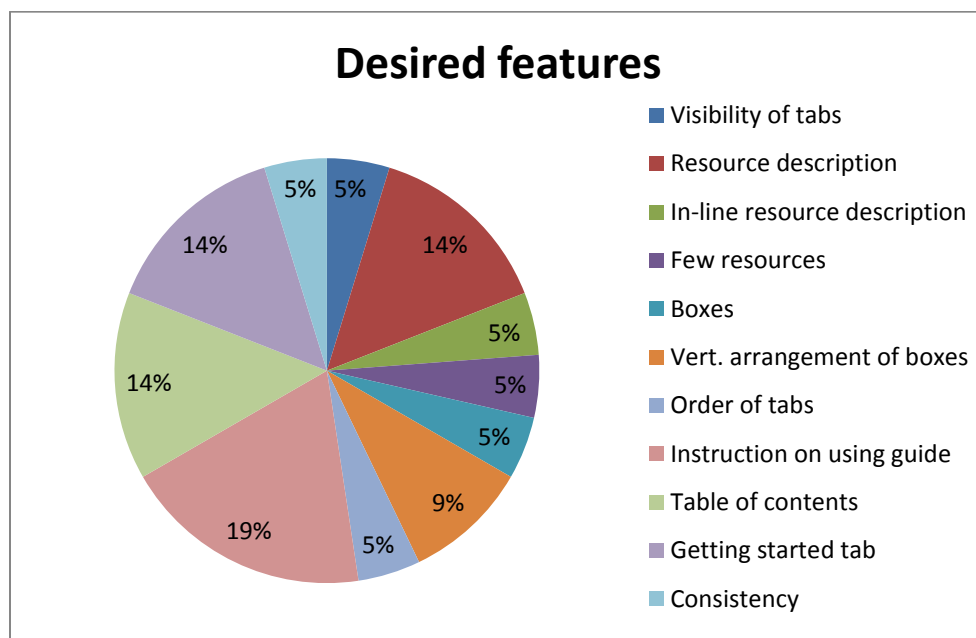 Desired features
Visibility of tabs
Resource description
In-line resource description
Few resources
Boxes
Vert. arrangement of boxes
Order of tabs
Instruction on using guide
Table of contents
Getting started tab
Consistency
5%
14%
5%
5%
5%
9%
5%
19%
14%
14%
5%